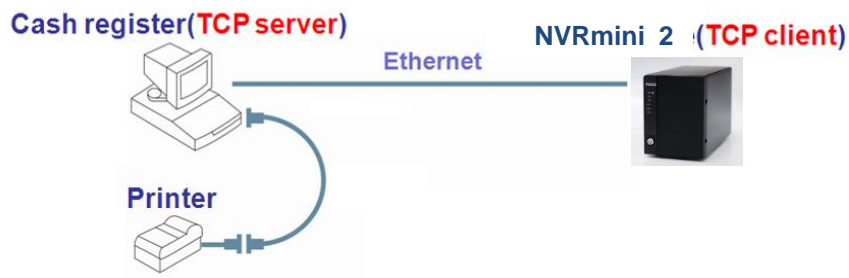 Cash register(TCP server)
NVRmini 2 (TCP client)
Ethernet
Printer